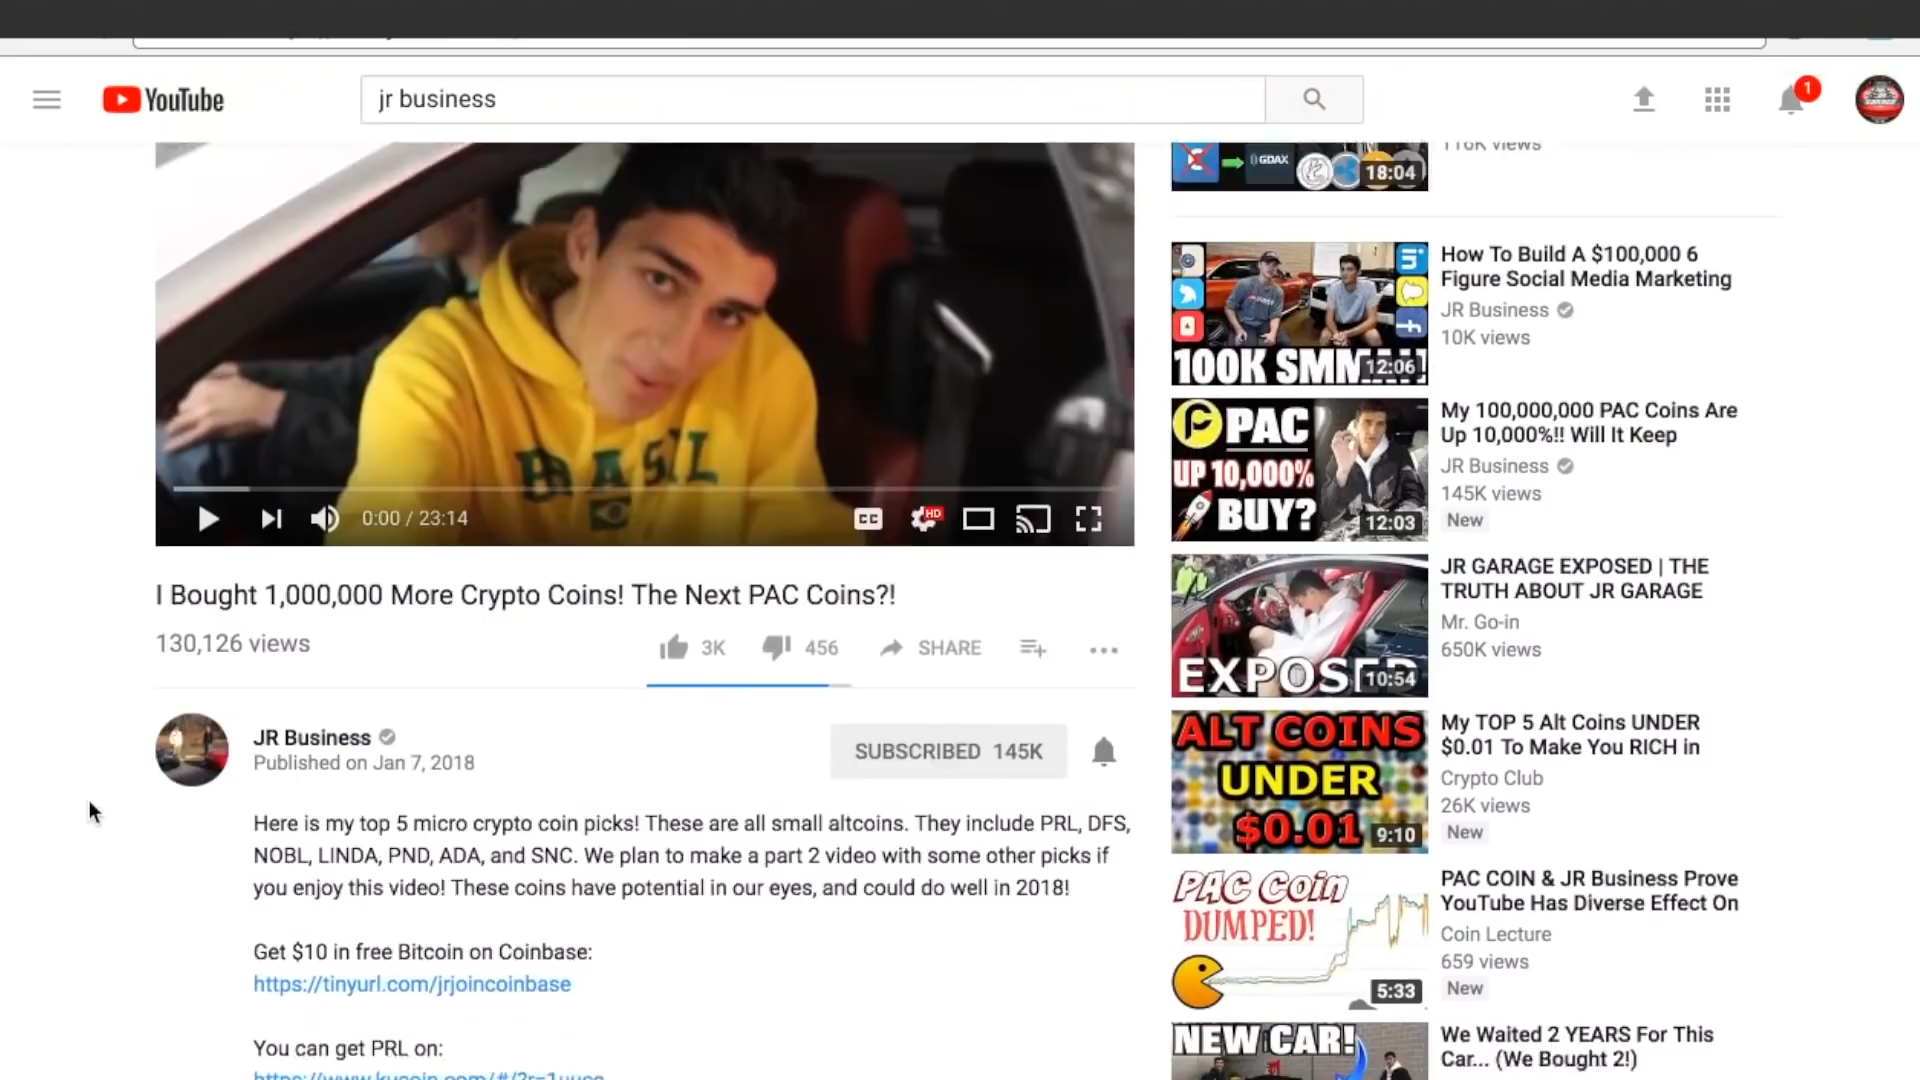 YouTube
jr business
1
BRASIL
0:00 / 23:14
CC
HD
I Bought 1,000,000 More Crypto Coins! The Next PAC Coins?!
130,126 views
3K
456
SHARE
JR Business
Published on Jan 7, 2018
SUBSCRIBED 145K
Here is my top 5 micro crypto coin picks! These are all small altcoins. They include PRL, DFS,
NOBL, LINDA, PND, ADA, and SNC. We plan to make a part 2 video with some other picks if
you enjoy this video! These coins have potential in our eyes, and could do well in 2018!
Get $10 in free Bitcoin on Coinbase:
https://tinyurl.com/jrjoincoinbase
You can get PRL on:
GDAX
18:04
116K views
100K
12:06
How To Build A $100,000 6
Figure Social Media Marketing
JR Business
10K views
PAC
UP 10,000%
BUY?
12:03
My 100,000,000 PAC Coins Are
Up 10,000%!! Will It Keep
JR Business
145K views
New
10:54
JR GARAGE EXPOSED | THE
TRUTH ABOUT JR GARAGE
Mr. Go-in
650K views
ALT COINS
UNDER
$0.01
9:10
My TOP 5 Alt Coins UNDER
$0.01 To Make You RICH in
Crypto Club
26K views
New
PAC Coin
DUMPED!
5:33
PAC COIN & JR Business Prove
YouTube Has Diverse Effect On
Coin Lecture
659 views
New
NEW CAR!
We Waited 2 YEARS For This
Car... (We Bought 2!)